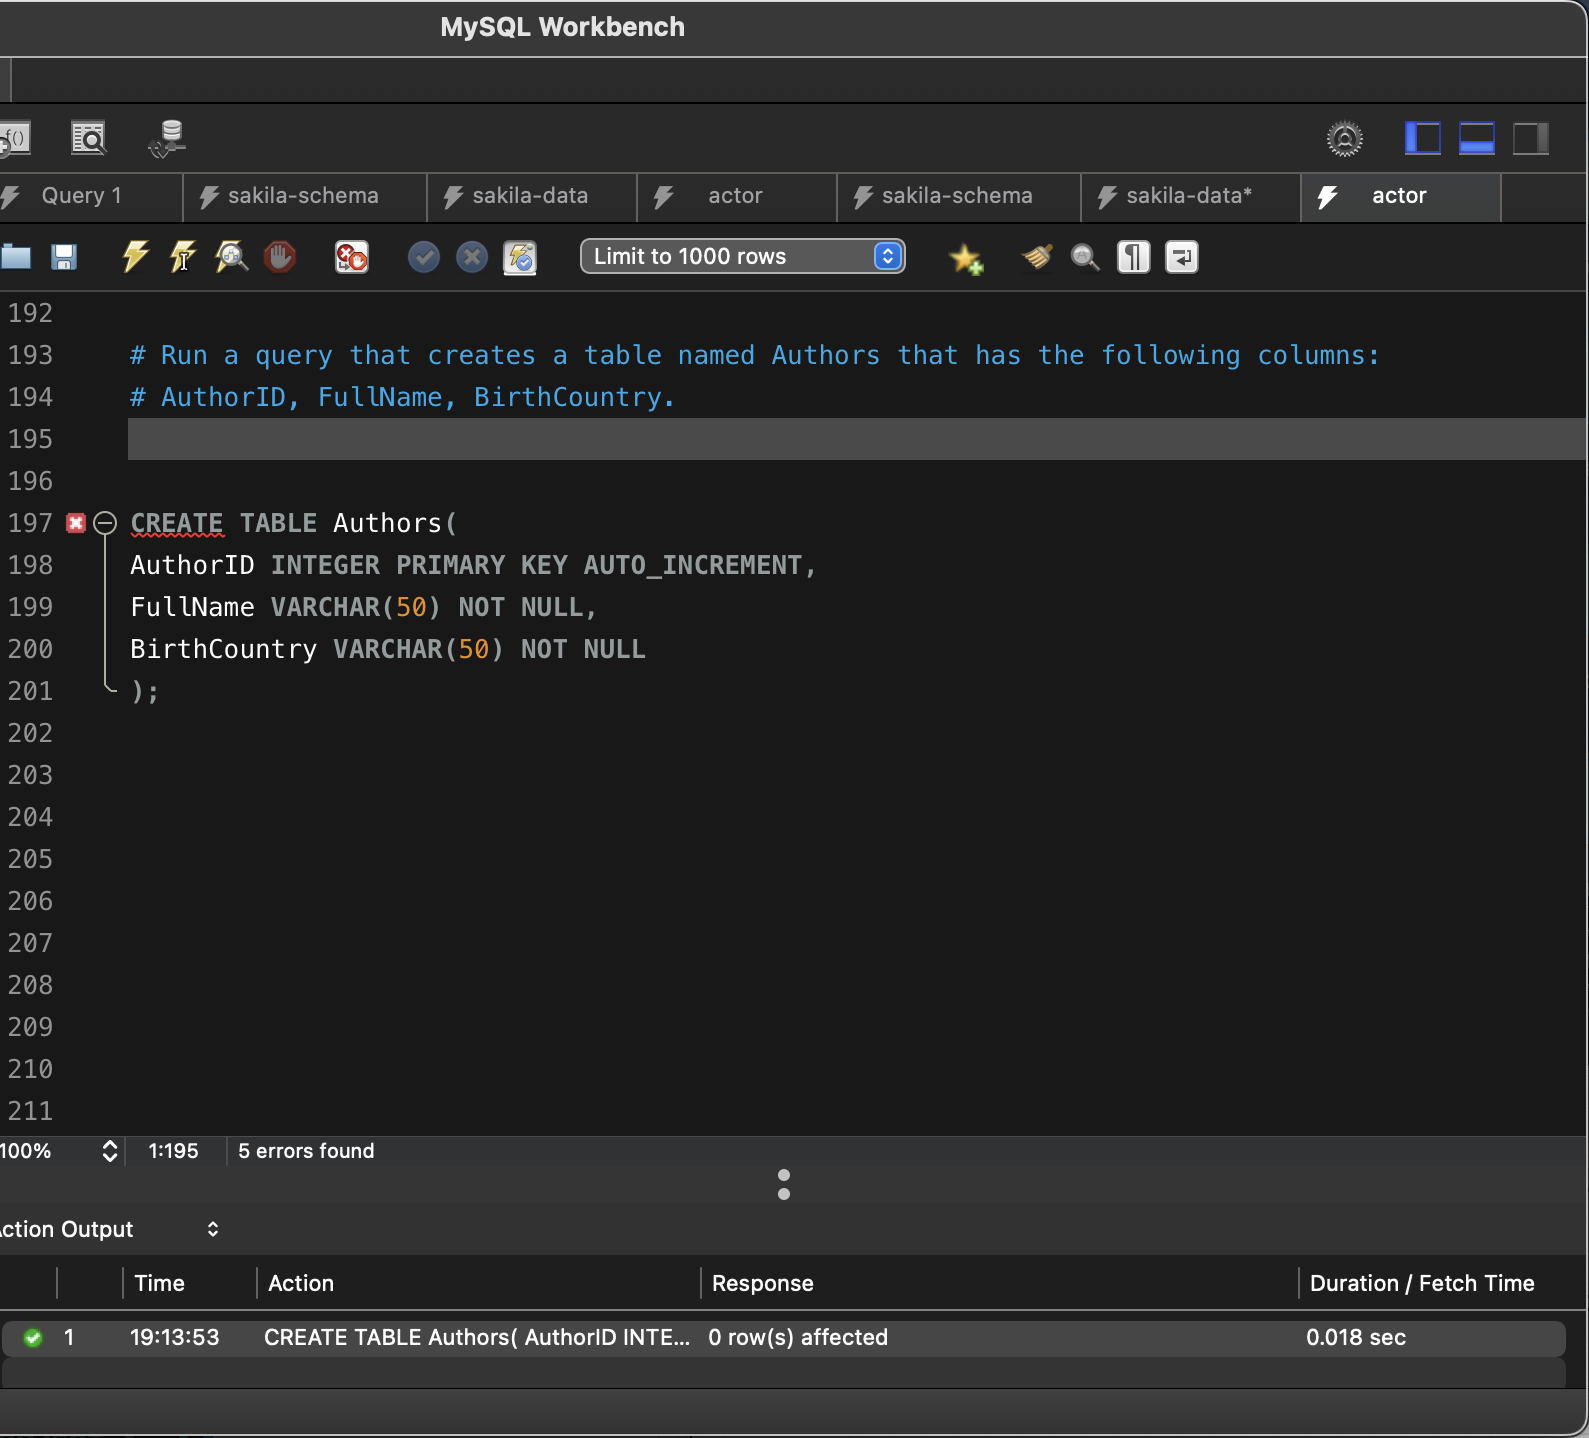 MySQL Workbench
f()
Query 1 sakila-schema sakila-data actor sakila-schema sakila-data* actor
Limit to 1000 rows
192
193 # Run a query that creates a table named Authors that has the following columns:
194 # AuthorID, FullName, BirthCountry.
195
196
197 CREATE TABLE Authors(
198 AuthorID INTEGER PRIMARY KEY AUTO_INCREMENT,
199 FullName VARCHAR(50) NOT NULL,
200 BirthCountry VARCHAR(50) NOT NULL
201 );
202
203
204
205
206
207
208
209
210
211
100% 1:195 5 errors found
ction Output
Time Action Response Duration / Fetch Time
1 19:13:53 CREATE TABLE Authors( AuthorID INTE... 0 row(s) affected 0.018 sec